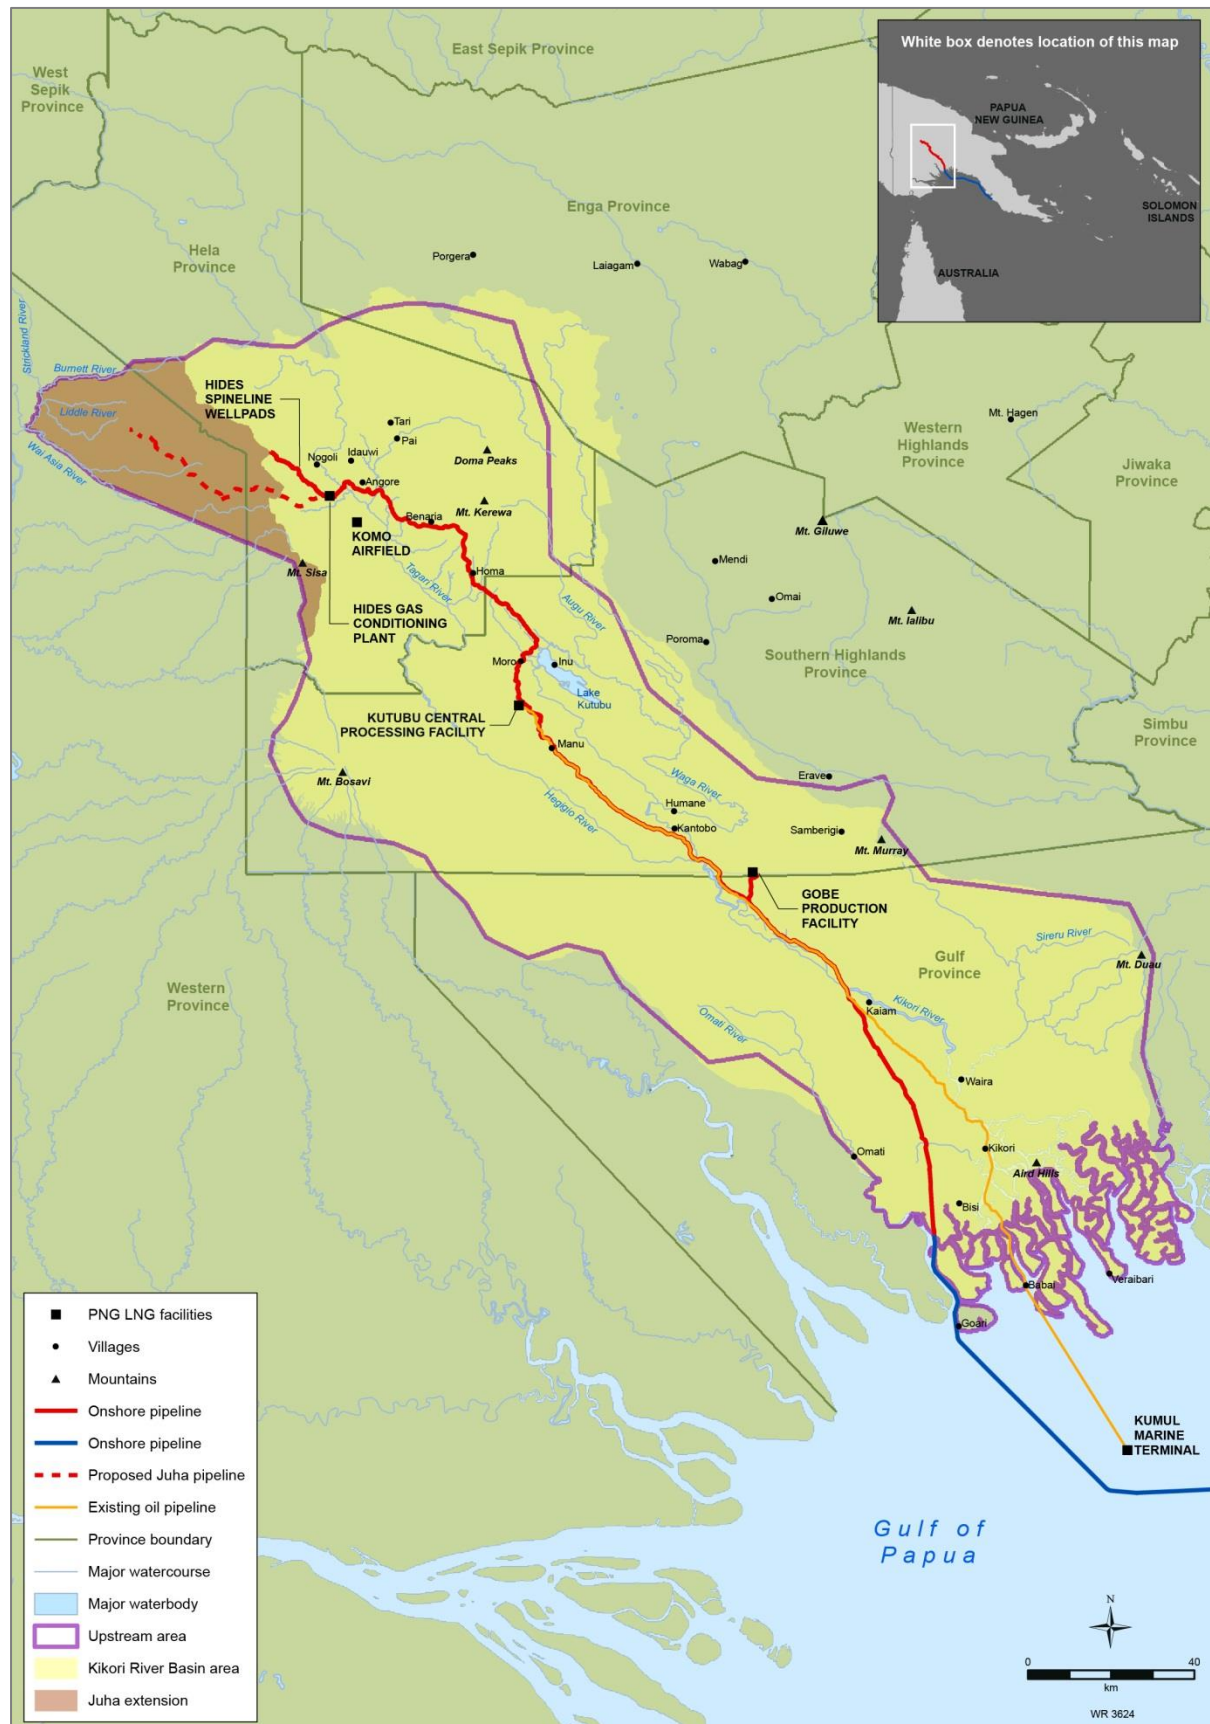 East Sepik Province
West
Sepik
Province
White box denotes location of this map
PAPUA
NEW GUINEA
SOLOMON
ISLANDS
AUSTRALIA
Enga Province
Hela
Province
Porgera
Laiagam
Wabag
Strickland River
Burnett River
Liddle River
Wai Asia River
HIDES
SPINELINE
WELLPADS
Tari
Pai
Idauwi
Nogoli
Angore
Doma Peaks
Mt. Kerewa
Benaria
KOMO
AIRFIELD
Mt. Sisa
Tagari River
Homa
HIDES GAS
CONDITIONING
PLANT
Augu River
Mt. Hagen
Western
Highlands
Province
Jiwaka
Province
Mt. Giluwe
Mendi
Omai
Mt. Ialibu
Poroma
Southern Highlands
Province
Simbu
Province
Moro
Inu
Lake
Kutubu
KUTUBU CENTRAL
PROCESSING FACILITY
Manu
Mt. Bosavi
Hegigio River
Waga River
Erave
Humane
Kantobo
Samberigi
Mt. Murray
GOBE
PRODUCTION
FACILITY
Sireru River
Mt. Duau
Gulf
Province
Western
Province
Kikori River
Kaiam
Omati River
Waira
Omati
Kikori
Aird Hills
Bisi
Babai
Veraibari
Goari
KUMUL
MARINE
TERMINAL
Gulf of
Papua
PNG LNG facilities
Villages
Mountains
Onshore pipeline
Onshore pipeline
Proposed Juha pipeline
Existing oil pipeline
Province boundary
Major watercourse
Major waterbody
Upstream area
Kikori River Basin area
Juha extension
N
0 40
km
WR 3624